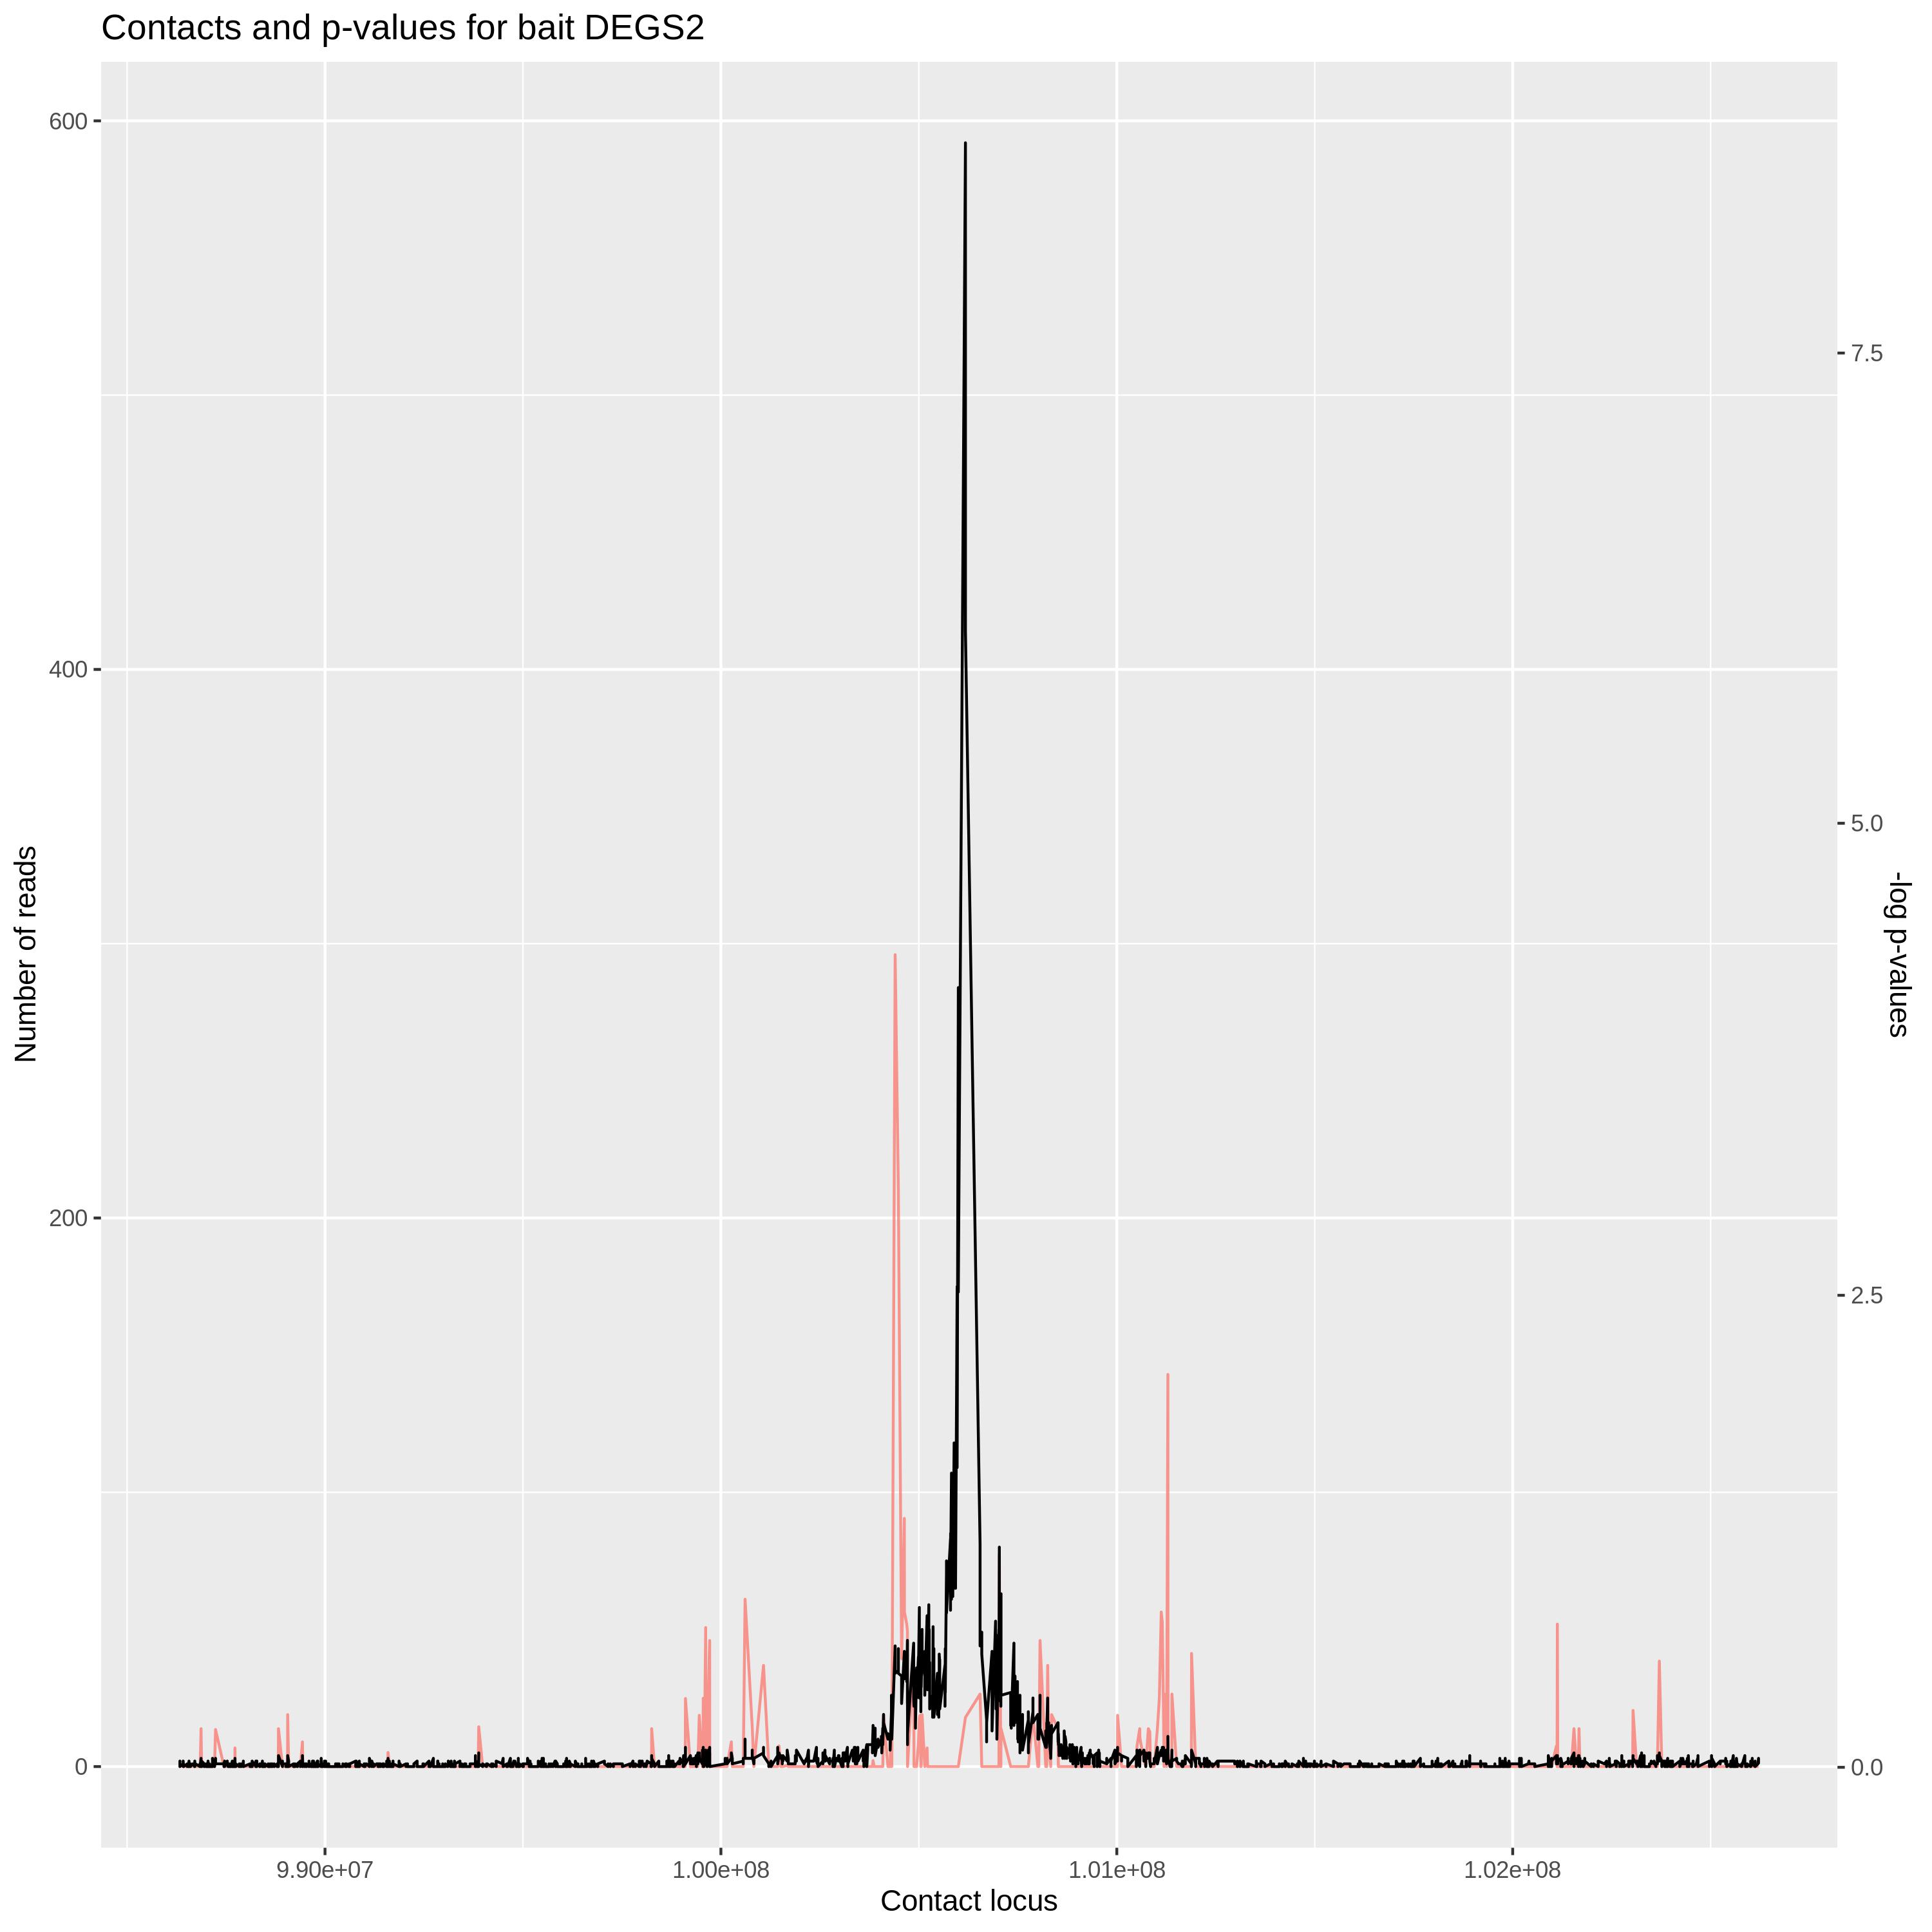 Contacts and p-values for bait DEGS2
600
400
200
0
Number of reads
7.5
5.0
2.5
0.0
-log p-values
9.90e+07
1.00e+08
1.01e+08
1.02e+08
Contact locus